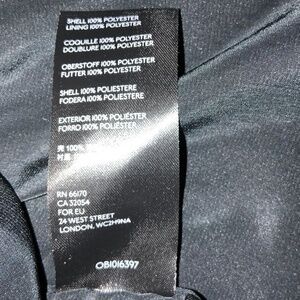 SHELL 100% POLYESTER
LINING 100% POLYESTER
COQUILLE 100% POLYESTER
DOUBLURE 100% POLYESTER
OBERSTOFF 100% POLYESTER
FUTTER 100% POLYESTER
SHELL 100% POLIESTERE
FODERA 100% POLIESTERE
EXTERIOR 100% POLIÉSTER
FORRO 100% POLIÉSTER
100%
RN 66170
CA 32054
FOR EU
24 WEST STREET
LONDON, WC2H9NA
OB1016397